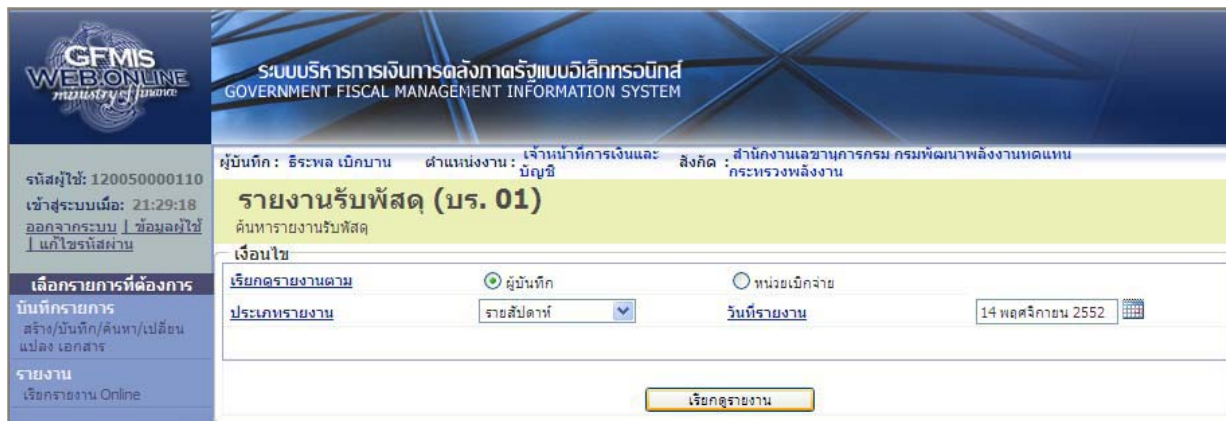 GFMIS
WEB ONLINE
ministry of finance
ระบบบริหารการเงินการคลังภาครัฐแบบอิเล็กทรอนิกส์
GOVERNMENT FISCAL MANAGEMENT INFORMATION SYSTEM
รหัสผู้ใช้: 120050000110
เข้าสู่ระบบเมื่อ: 21:29:18
ออกจากระบบ | ข้อมูลผู้ใช้
| แก้ไขรหัสผ่าน
เลือกรายการที่ต้องการ
บันทึกรายการ
สร้าง/บันทึก/ค้นหา/เปลี่ยน
แปลง เอกสาร
รายงาน
เรียกรายงาน Online
ผู้บันทึก : ธีระพล เบิกบาน ตำแหน่งงาน : เจ้าหน้าที่การเงินและ
บัญชี
สังกัด : สำนักงานเลขานุการกรม กรมพัฒนาพลังงานทดแทน
กระทรวงพลังงาน
รายงานรับพัสดุ (บร. 01)
ค้นหารายงานรับพัสดุ
เงื่อนไข
เรียกดูรายงานตาม ผู้บันทึก หน่วยเบิกจ่าย
ประเภทรายงาน รายสัปดาห์ วันที่รายงาน 14 พฤศจิกายน 2552
เรียกดูรายงาน